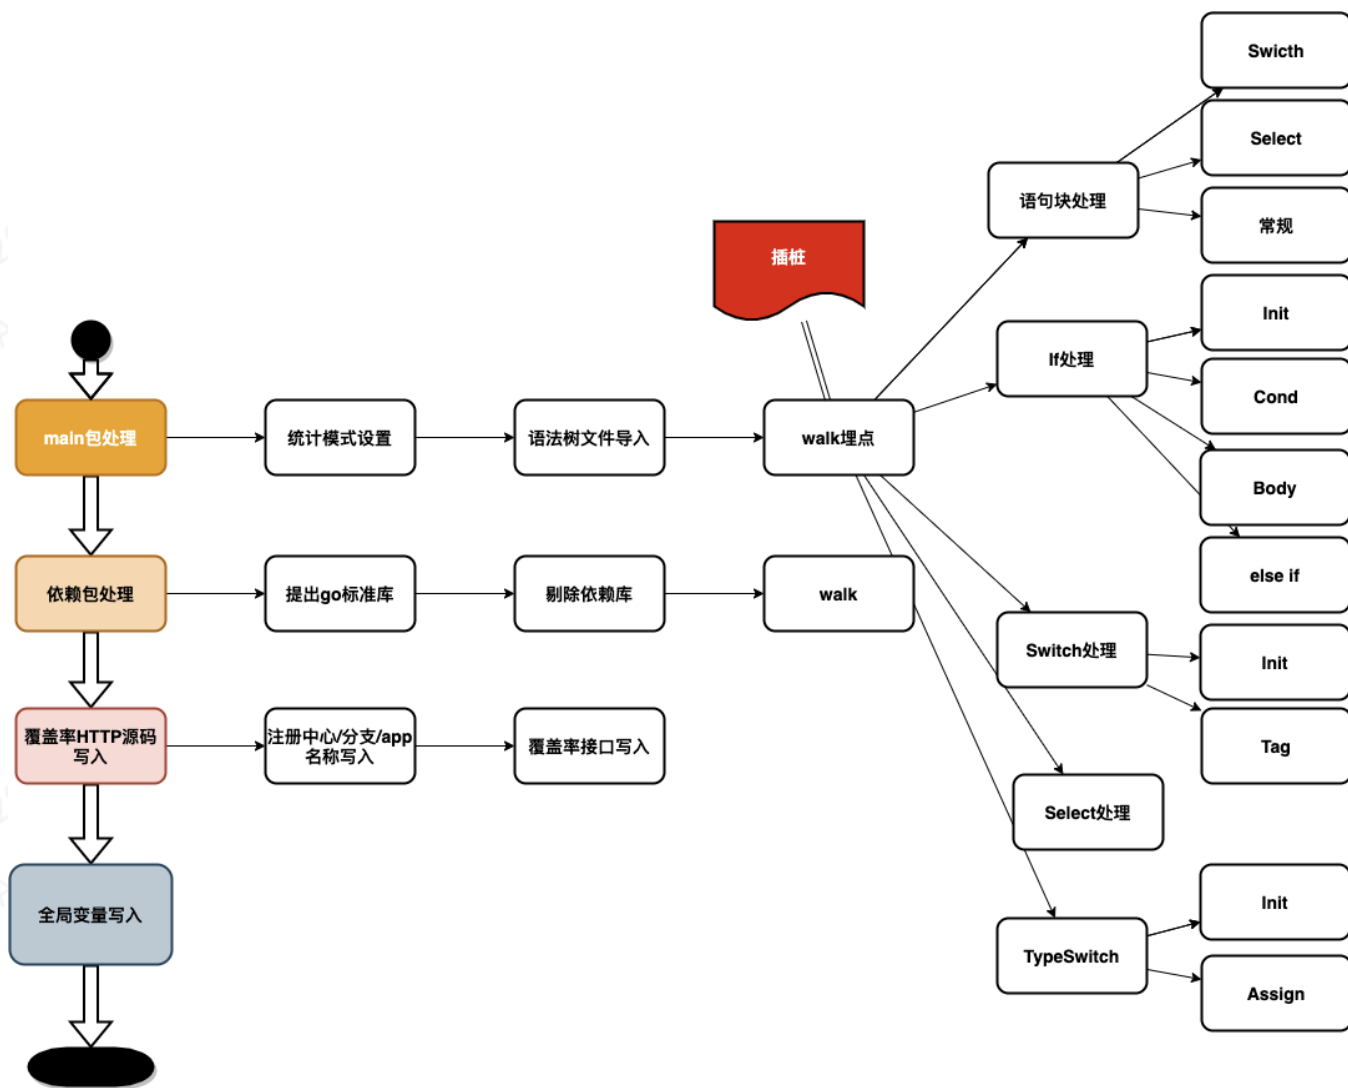 Swicth
Select
语句块处理
常规
插桩
Init
If处理
Cond
main包处理
统计模式设置
语法树文件导入
walk埋点
Body
else if
依赖包处理
提出go标准库
剔除依赖库
walk
Switch处理
Init
Tag
覆盖率HTTP源码
写入
注册中心/分支/app
名称写入
覆盖率接口写入
Select处理
全局变量写入
Init
TypeSwitch
Assign